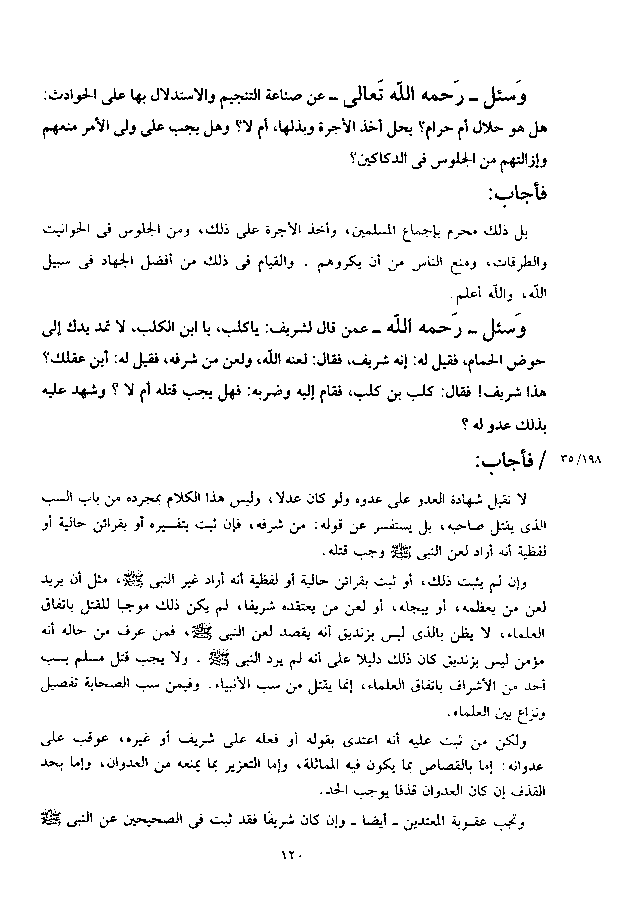 وَسئل ـ رَحمه اللّه تَعالى ـ عن صناعة التنجيم والاستدلال بها على الحوادث:
هل هو حلال أم حرام؟ يحل أخذ الأجرة وبذلها، أم لا؟ وهل يجب على ولى الأمر منعهم
وإزالتهم من الجلوس فى الدكاكين؟
فأجاب:
بل ذلك محرم بإجماع المسلمين، وأخذ الأجرة على ذلك، ومن الجلوس فى الحوانيت
والطرقات، ومنع الناس من أن يكروهم . والقيام فى ذلك من أفضل الجهاد فى سبيل
اللّه، واللّه أعلم.
وَسئل ـ رَحمه اللّه ـ عمن قال لشريف: ياكلب، يا ابن الكلب، لا تمد يدك إلى
حوض الحمام، فقيل له: إنه شريف، فقال: لعنه اللّه، ولعن من شرفه، فقيل له: أين عقلك؟
هذا شريف! فقال: كلب بن كلب، فقام إليه وضربه: فهل يجب قتله أم لا ؟ وشهد عليه
بذلك عدو له ؟
٣٥/١٩٨ / فأجاب:
لا نقبل شهادة العدو على عدوه ولو كان عدلا، وليس هذا الكلام بمجرده من باب السب
الذى يقتل صاحبه، بل يستفسر عن قوله: من شرفه، فإن ثبت بتفسيره أو بقرائن حالية أو
لفظية أنه أراد لعن النبى ﷺ وجب قتله.
وإن لم يثبت ذلك، أو ثبت بقرائن حالية أو لفظية أنه أراد غير النبى ﷺ، مثل أن يريد
لعن من يعظمه، أو يبجله، أو لعن من يعتقده شريفا، لم يكن ذلك موجبا للقتل باتفاق
العلماء، لا يظن بالذى ليس بزنديق أنه يقصد لعن النبى ﷺ، فمن عرف من حاله أنه
مؤمن ليس بزنديق كان ذلك دليلا على أنه لم يرد النبى ﷺ . ولا يجب قتل مسلم بسب
أحد من الأشراف باتفاق العلماء، إنما يقتل من سب الأنبياء. وفيمن سب الصحابة تفصيل
ونزاع بين العلماء.
ولكن من ثبت عليه أنه اعتدى بقوله أو فعله على شريف أو غيره، عوقب على
عدوانه: إما بالقصاص بما يكون فيه المماثلة، وإما التعزير بما يمنعه من العدوان، وإما بحد
القذف إن كان العدوان قذفا يوجب الحد.
وتجب عقوبة المعتدين ـ أيضا ـ وإن كان شريفا فقد ثبت فى الصحيحين عن النبى ﷺ
١٢٠